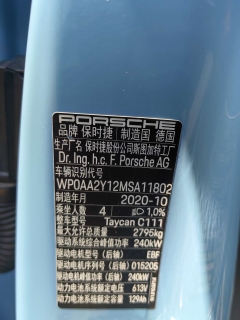 PORSCHE
品牌 保时捷 制造国 德国
厂名 保时捷股份公司斯图加特工厂
Dr. Ing. h.c. F. Porsche AG
车辆识别代号
WP0AA2Y12MSA11802
制造年月 2020-10
乘坐人数 4 1,0%
整车型号 Taycan C111
最大允许总质量 2795kg
驱动系统综合峰值功率 240kW
驱动电机型号(后轴) EBF
驱动电机序列号(后轴) 015205
驱动电机峰值功率(后轴) 240kW
动力电池系统额定电压 613V
动力电池系统额定容量 129Ah